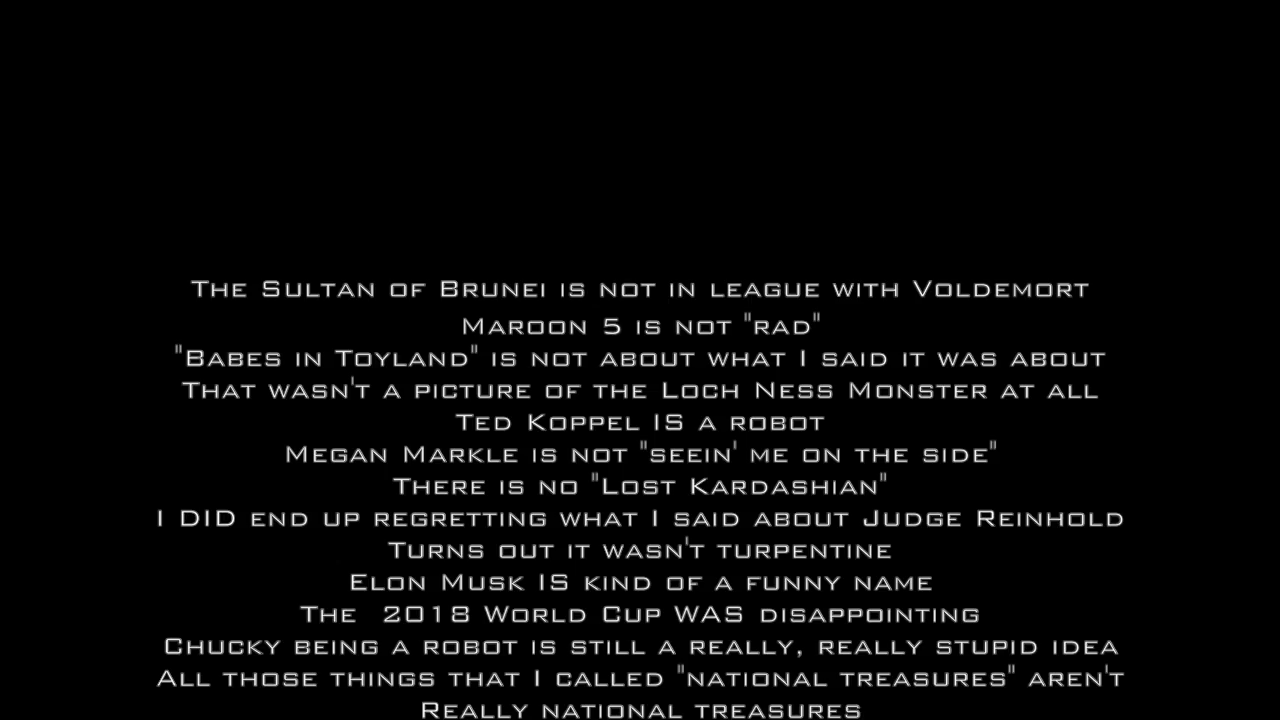 The Sultan of Brunei is not in league with Voldemort
Maroon 5 is not "rad"
"Babes in Toyland" is not about what I said it was about
That wasn't a picture of the Loch Ness Monster at all
Ted Koppel IS a robot
Megan Markle is not "seein' me on the side"
There is no "Lost Kardashian"
I DID end up regretting what I said about Judge Reinhold
Turns out it wasn't turpentine
Elon Musk IS kind of a funny name
The  2018 World Cup WAS disappointing
Chucky being a robot is still a really, really stupid idea
All those things that I called "national treasures" aren't
Really national treasures